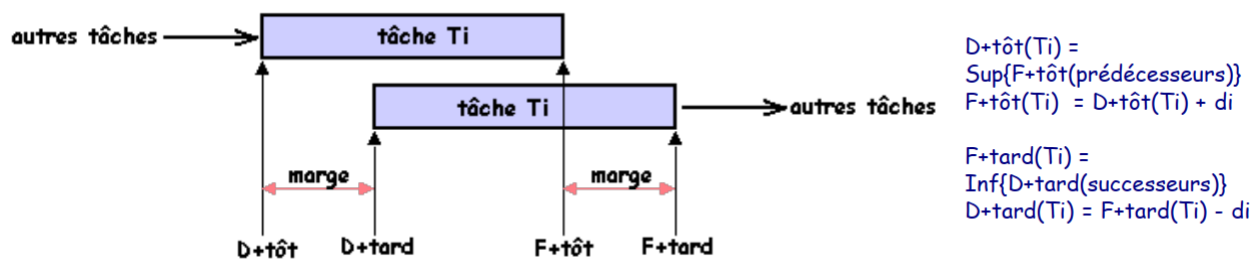 autres tâches
tâche Ti
tâche Ti
autres tâches
marge
marge
D+tôt
D+tard
F+tôt
F+tard
D+tôt(Ti) =
Sup{F+tôt(prédécesseurs)}
F+tôt(Ti) = D+tôt(Ti) + di
F+tard(Ti) =
Inf{D+tard(successeurs)}
D+tard(Ti) = F+tard(Ti) - di